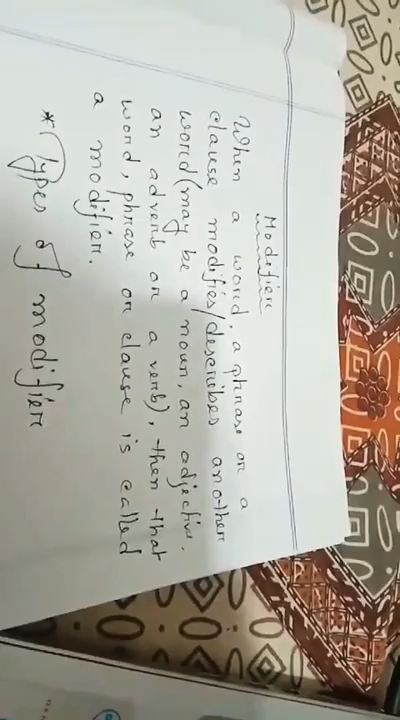 Modifier
When a word, a phrase or a
clause modifies/describes another
word(may be a noun, an adjective,
an adverb or a verb), then that
word, phrase or clause is called
a modifier.
* Types of modifier